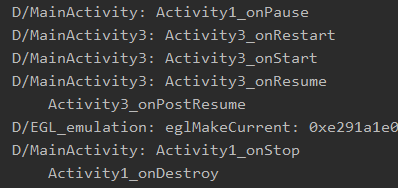 D/MainActivity: Activity1_onPause
D/MainActivity3: Activity3_onRestart
D/MainActivity3: Activity3_onStart
D/MainActivity3: Activity3_onResume
Activity3_onPostResume
D/EGL_emulation: eglMakeCurrent: 0xe291a1e0
D/MainActivity: Activity1_onStop
Activity1_onDestroy